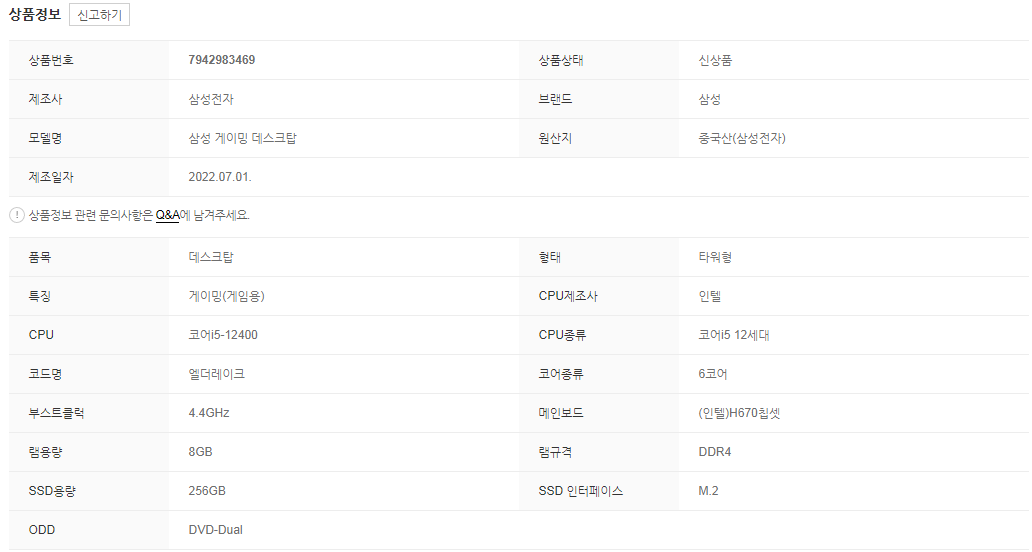 상품정보 신고하기
상품번호 7942983469 상품상태 신상품
제조사 삼성전자 브랜드 삼성
모델명 삼성 게이밍 데스크탑 원산지 중국산(삼성전자)
제조일자 2022.07.01.
! 상품정보 관련 문의사항은 Q&A에 남겨주세요.
품목 데스크탑 형태 타워형
특징 게이밍(게임용) CPU제조사 인텔
CPU 코어i5-12400 CPU종류 코어i5 12세대
코드명 엘더레이크 코어종류 6코어
부스트클럭 4.4GHz 메인보드 (인텔)H670칩셋
램용량 8GB 램규격 DDR4
SSD용량 256GB SSD 인터페이스 M.2
ODD DVD-Dual